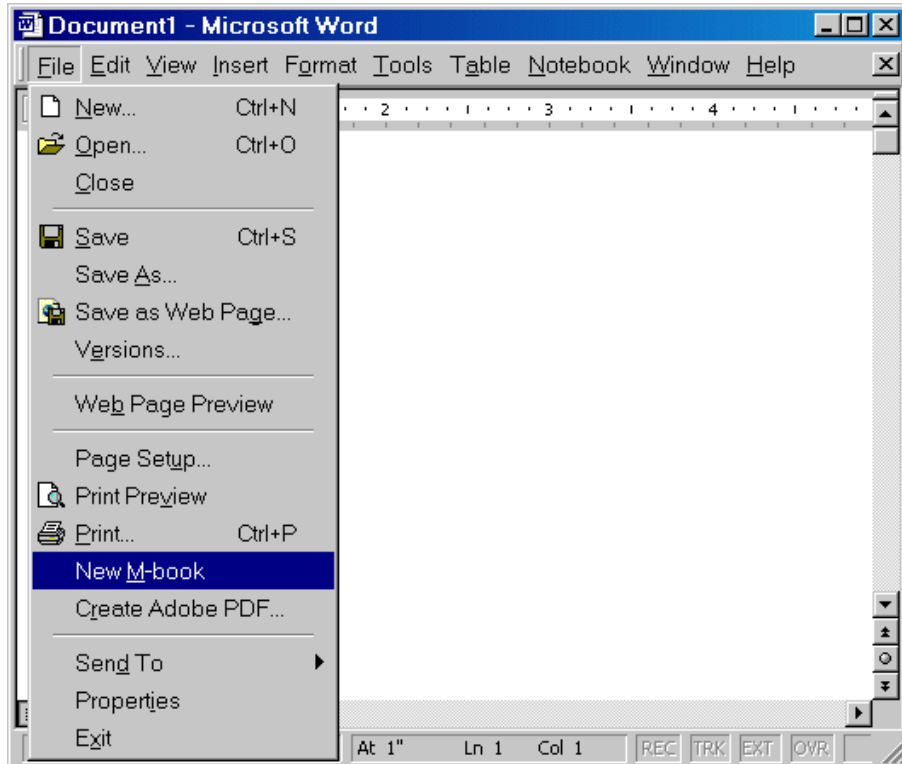 Document1 - Microsoft Word
File Edit View Insert Format Tools Table Notebook Window Help
2 3 4
New... Ctrl+N
Open... Ctrl+O
Close
Save Ctrl+S
Save As...
Save as Web Page...
Versions...
Web Page Preview
Page Setup...
Print Preview
Print... Ctrl+P
New M-book
Create Adobe PDF...
Send To
Properties
Exit
At 1" Ln 1 Col 1 REC TRK EXT OVR